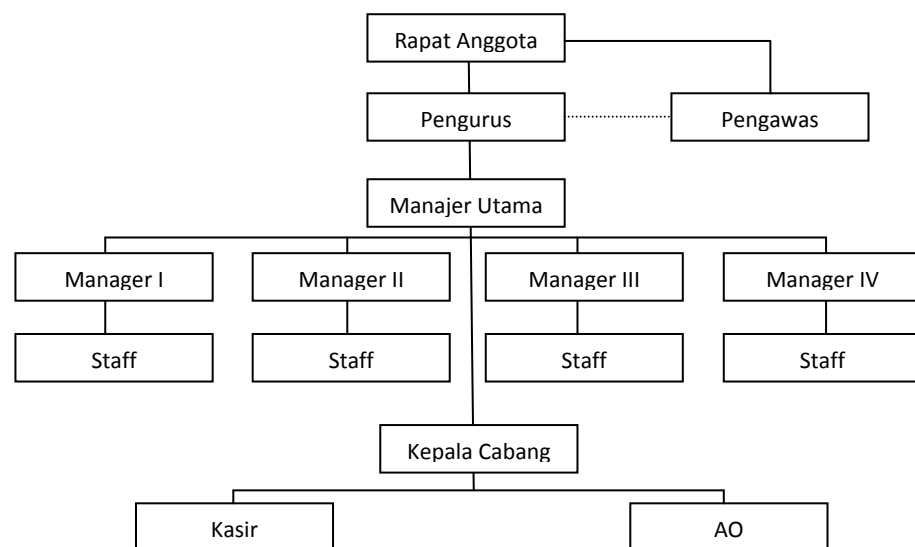 Rapat Anggota
Pengurus
Pengawas
Manajer Utama
Manager I
Manager II
Manager III
Manager IV
Staff
Staff
Staff
Staff
Kepala Cabang
Kasir
AO